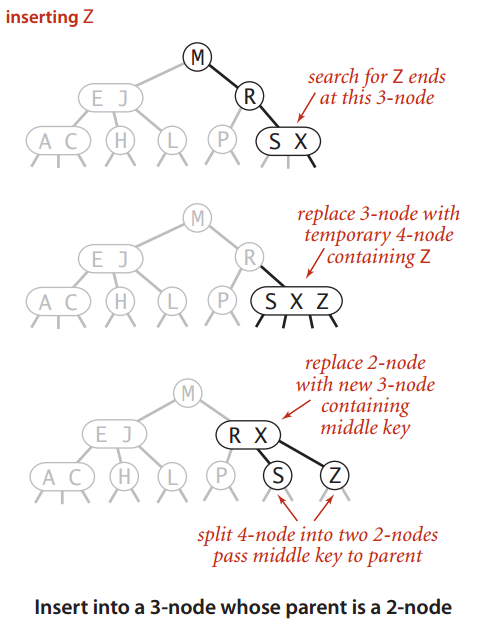 inserting Z
M
E J
R
search for Z ends
at this 3-node
A C
H
L
P
S X
M
replace 3-node with
temporary 4-node
containing Z
E J
R
A C
H
L
P
S X Z
replace 2-node
with new 3-node
containing
middle key
M
E J
R X
A C
H
L
P
S
Z
split 4-node into two 2-nodes
pass middle key to parent
Insert into a 3-node whose parent is a 2-node